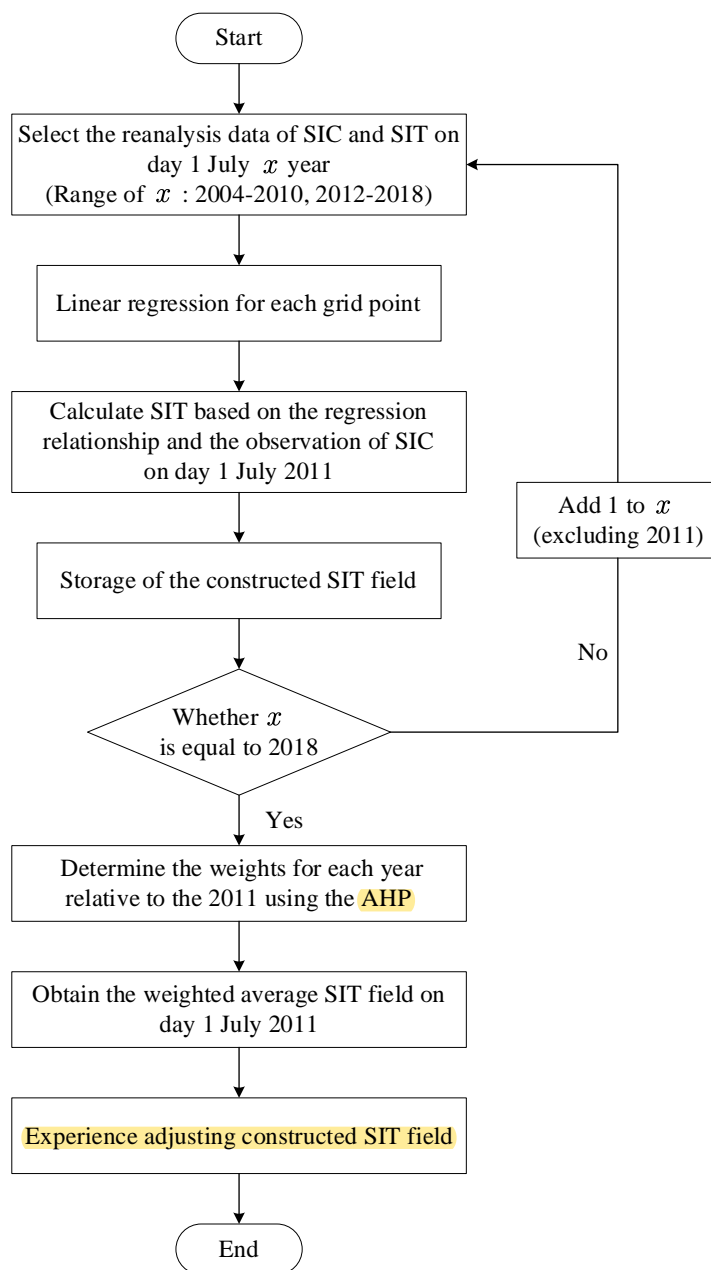 Start
Select the reanalysis data of SIC and SIT on
day 1 July x year
(Range of x : 2004-2010, 2012-2018)
Linear regression for each grid point
Calculate SIT based on the regression
relationship and the observation of SIC
on day 1 July 2011
Add 1 to x
(excluding 2011)
Storage of the constructed SIT field
No
Whether x
is equal to 2018
Yes
Determine the weights for each year
relative to the 2011 using the AHP
Obtain the weighted average SIT field on
day 1 July 2011
Experience adjusting constructed SIT field
End